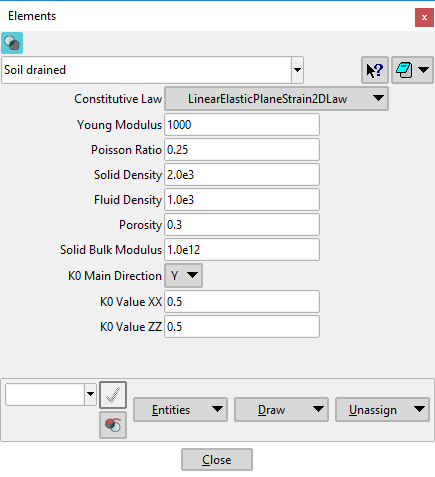 Elements
x
Soil drained
?
Constitutive Law LinearElasticPlaneStrain2DLaw
Young Modulus 1000
Poisson Ratio 0.25
Solid Density 2.0e3
Fluid Density 1.0e3
Porosity 0.3
Solid Bulk Modulus 1.0e12
K0 Main Direction Y
K0 Value XX 0.5
K0 Value ZZ 0.5
Entities Draw Unassign
Close